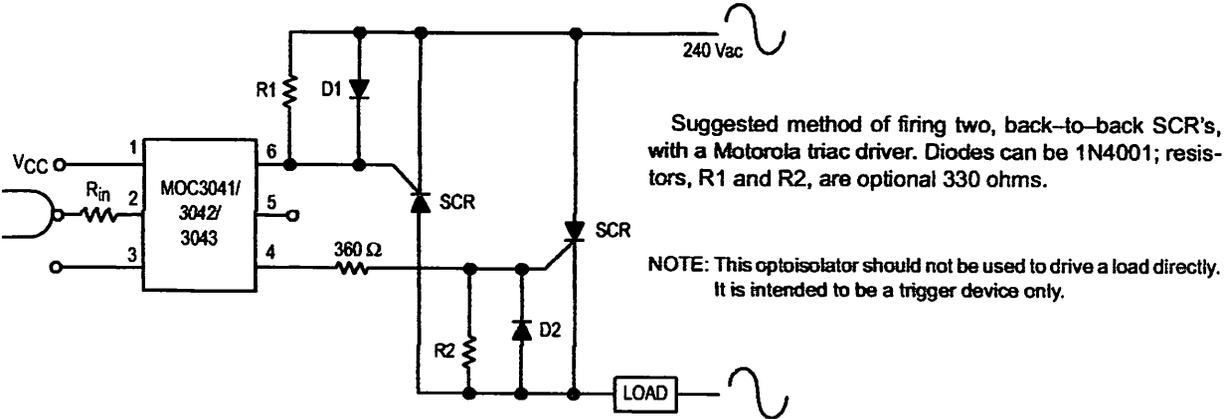 240 Vac
R1
D1
1
6
VCC
MOC3041/
3042/
3043
Rin
2
5
SCR
3
4
360 Ω
SCR
R2
D2
LOAD
Suggested method of firing two, back–to–back SCR's,
with a Motorola triac driver. Diodes can be 1N4001; resis-
tors, R1 and R2, are optional 330 ohms.
NOTE: This optoisolator should not be used to drive a load directly.
It is intended to be a trigger device only.